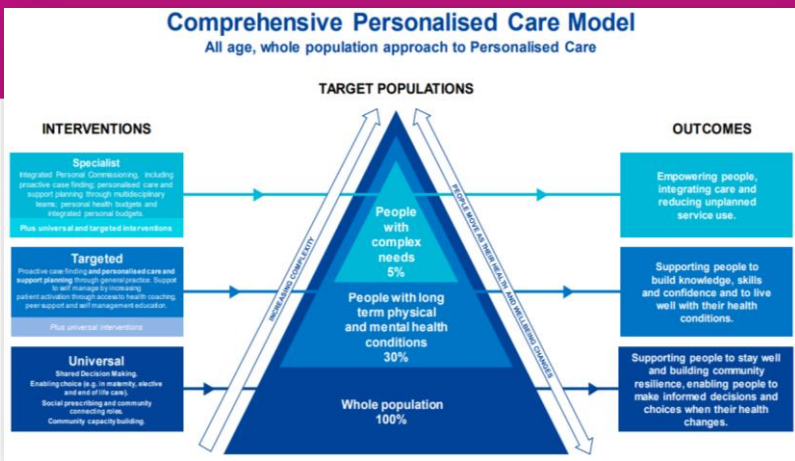 Comprehensive Personalised Care Model
All age, whole population approach to Personalised Care
TARGET POPULATIONS
INTERVENTIONS
OUTCOMES
Specialist
Integrated Personal Commissioning, including
proactive case finding; personalised care and
support planning through multidisciplinary
teams; personal health budgets and
integrated personal budgets.
Plus universal and targeted interventions
Targeted
Proactive case finding and personalised care and
support planning through general practice. Support
to self manage by increasing
patient activation through access to health coaching,
peer support and self management education.
Plus universal interventions
Universal
Shared Decision Making.
Enabling choice (e.g. in maternity, elective
and end of life care).
Social prescribing and community
connecting roles.
Community capacity building.
INCREASING COMPLEXITY
People
with
complex
needs
5%
People with long
term physical
and mental health
conditions
30%
Whole population
100%
PEOPLE MOVE AS THEIR HEALTH AND WELLBEING CHANGES
Empowering people,
integrating care and
reducing unplanned
service use.
Supporting people to
build knowledge, skills
and confidence and to live
well with their health
conditions.
Supporting people to stay well
and building community
resilience, enabling people to
make informed decisions and
choices when their health
changes.